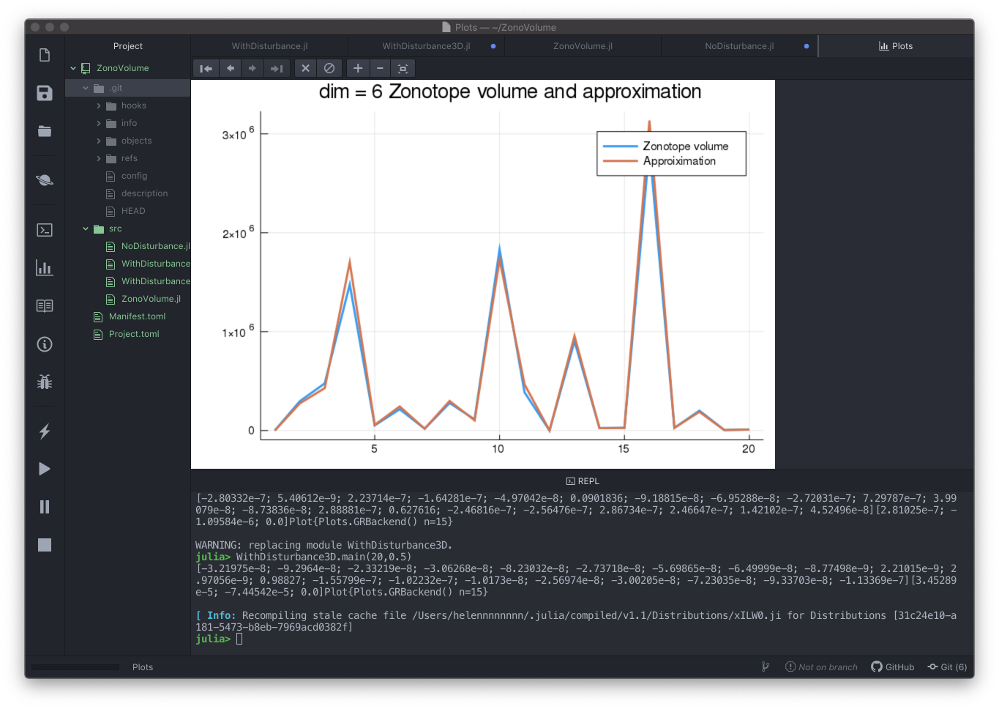 Plots — ~/ZonoVolume
Project
WithDisturbance.jl
WithDisturbance3D.jl
ZonoVolume.jl
NoDisturbance.jl
Plots
ZonoVolume
.git
hooks
info
objects
refs
config
description
HEAD
src
NoDisturbance.jl
WithDisturbance
WithDisturbance
ZonoVolume.jl
Manifest.toml
Project.toml
dim = 6 Zonotope volume and approximation
3×10 6
2×10 6
1×10 6
0
5
10
15
20
Zonotope volume
Approiximation
REPL
[−2.80332e−7; 5.40612e−9; 2.23714e−7; −1.64281e−7; −4.97042e−8; 0.0901836; −9.18815e−8; −6.95288e−8; −2.72031e−7; 7.29787e−7; 3.99
079e−8; −8.73836e−8; 2.88881e−7; 0.627616; −2.46816e−7; −2.56476e−7; 2.86734e−7; 2.46647e−7; 1.42102e−7; 4.52496e−8][2.81025e−7; −
1.09584e−6; 0.0]Plot{Plots.GRBackend() n=15}
WARNING: replacing module WithDisturbance3D.
julia> WithDisturbance3D.main(20,0.5)
[−3.21975e−8; −9.2964e−8; −2.33219e−8; −3.06268e−8; −8.23032e−8; −2.73718e−8; −5.69865e−8; −6.49999e−8; −8.77498e−9; 2.21015e−9; 2
.97056e−9; 0.98827; −1.55799e−7; −1.02232e−7; −1.0173e−8; −2.56974e−8; −3.00205e−8; −7.23035e−8; −9.33703e−8; −1.13369e−7][3.45289
e−5; −7.44542e−5; 0.0]Plot{Plots.GRBackend() n=15}
[ Info: Recompiling stale cache file /Users/helennnnnnnn/.julia/compiled/v1.1/Distributions/xILW0.ji for Distributions [31c24e10−a
181−5473−b8eb−7969acd0382f]
julia>
Plots
Not on branch
GitHub
Git (6)